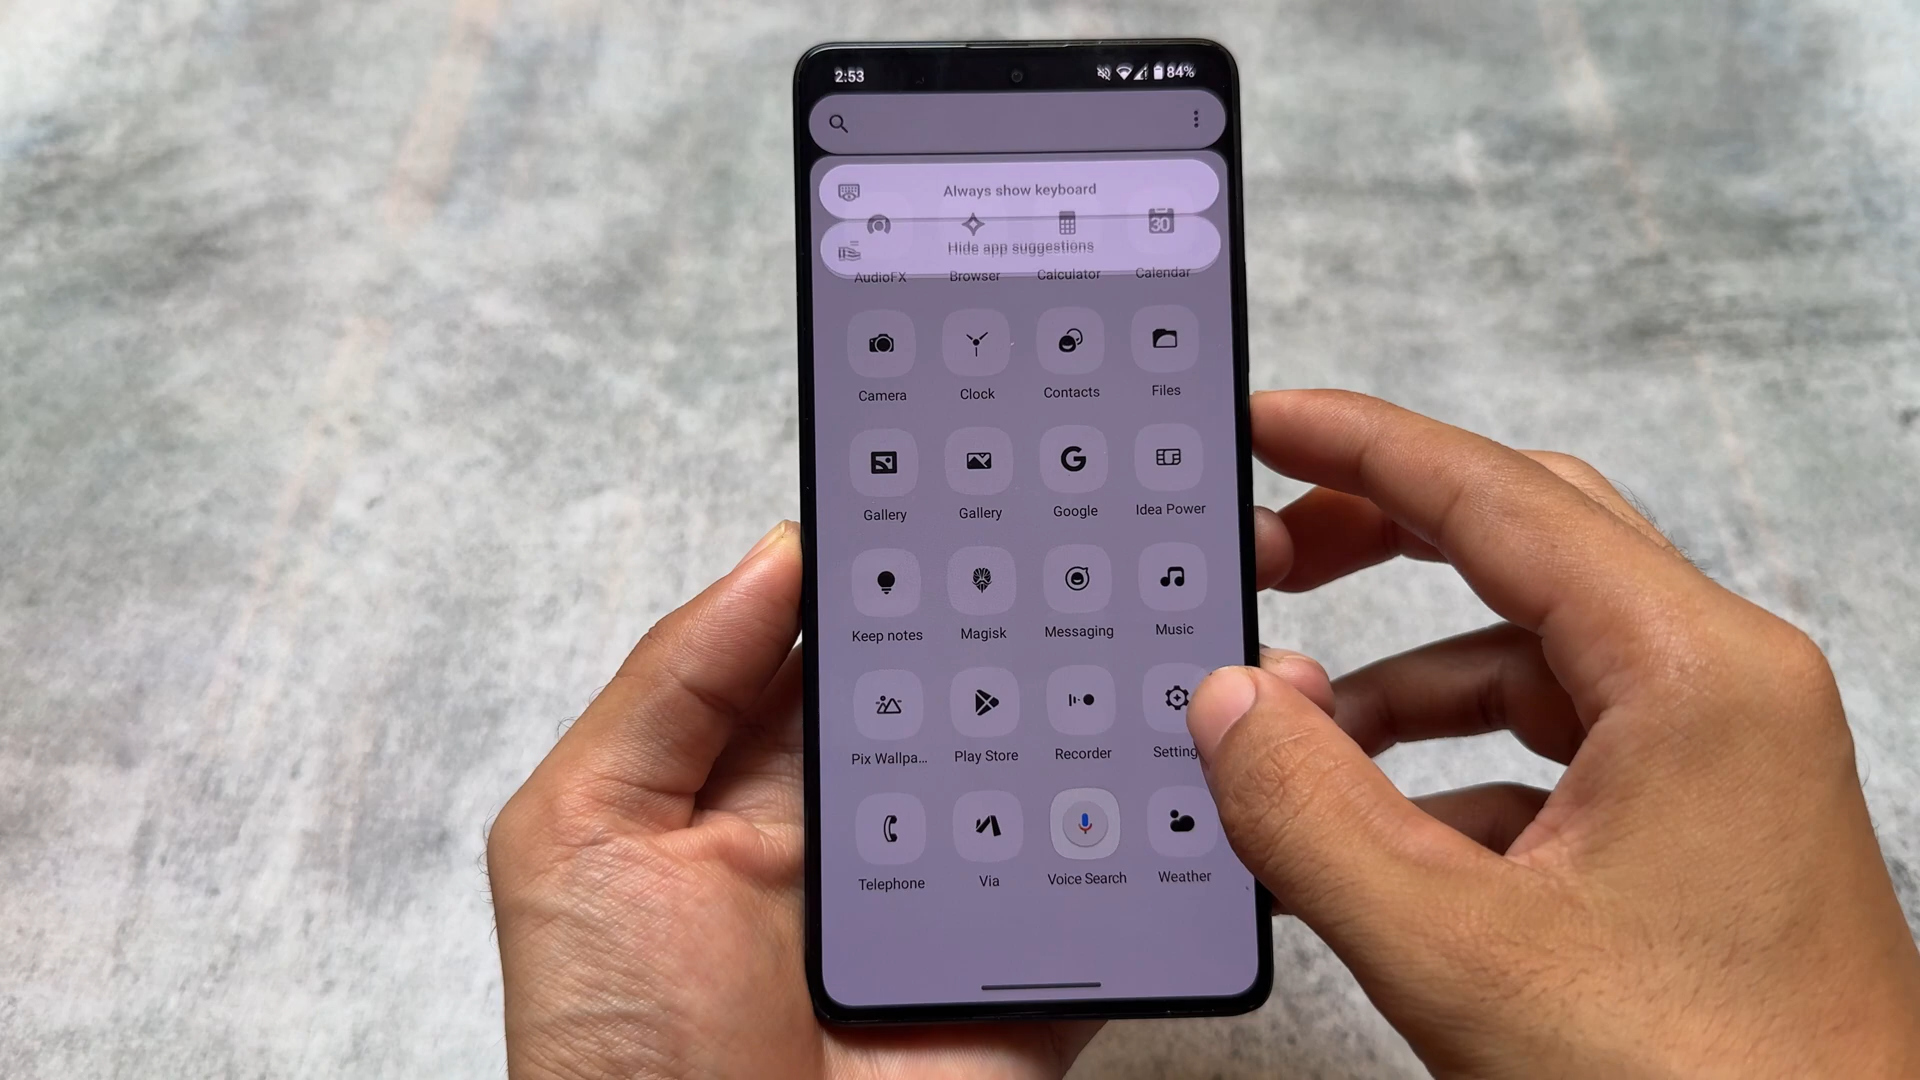 2:53 84%
Always show keyboard
30
Hide app suggestions
AudioFX Browser Calculator Calendar
Camera Clock Contacts Files
G
Gallery Gallery Google Idea Power
Keep notes Magisk Messaging Music
Pix Wallpa... Play Store Recorder Setting
Telephone Via Voice Search Weather